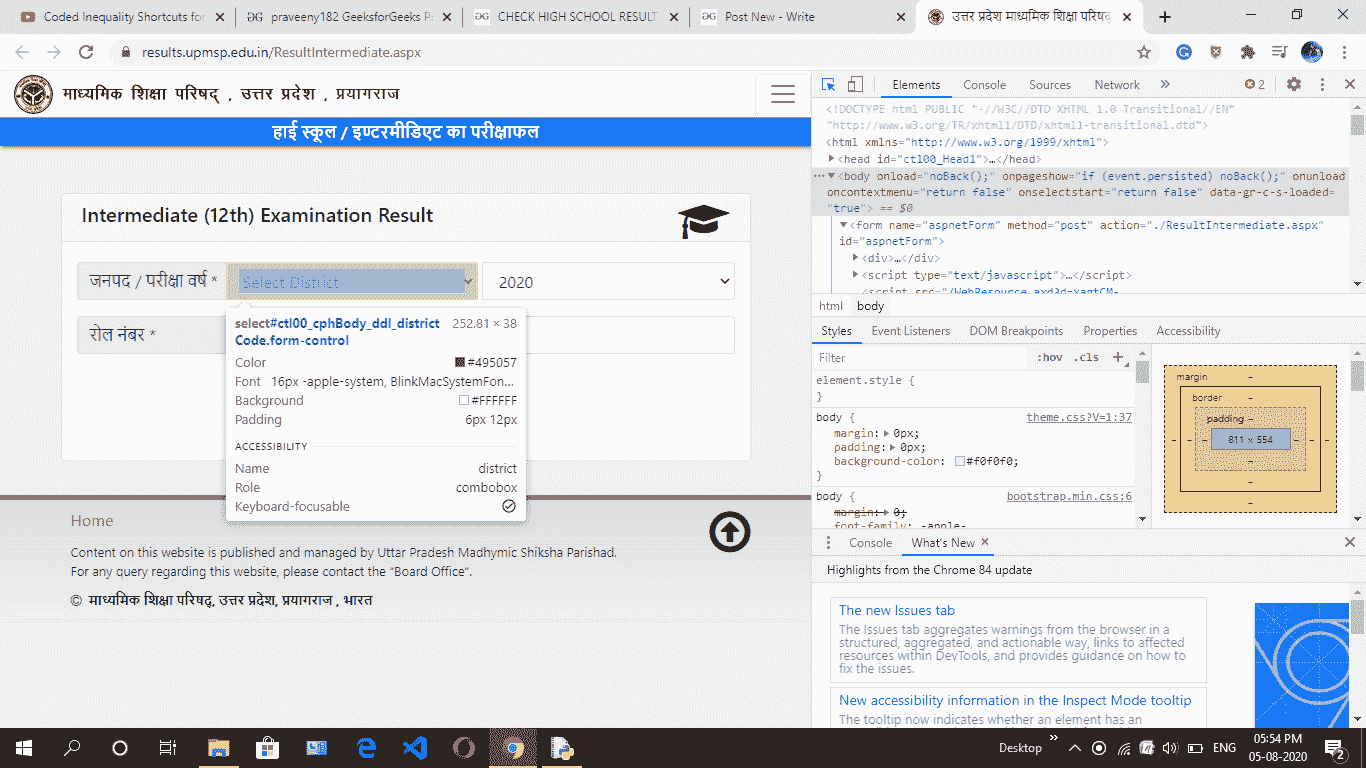 Coded Inequality Shortcuts for
praveeny182 GeeksforGeeks P
CHECK HIGH SCHOOL RESULT
Post New - Write
उत्तर प्रदेश माध्यमिक शिक्षा परिषद
results.upmsp.edu.in/ResultIntermediate.aspx
माध्यमिक शिक्षा परिषद् , उत्तर प्रदेश , प्रयागराज
हाई स्कूल / इण्टरमीडिएट का परीक्षाफल
Intermediate (12th) Examination Result
जनपद / परीक्षा वर्ष *
Select District
2020
रोल नंबर *
select#ctl00_cphBody_ddl_district
Code.form-control
252.81 × 38
Color #495057
Font 16px -apple-system, BlinkMacSystemFon...
Background #FFFFFF
Padding 6px 12px
ACCESSIBILITY
Name district
Role combobox
Keyboard-focusable
Home
Content on this website is published and managed by Uttar Pradesh Madhymic Shiksha Parishad.
For any query regarding this website, please contact the "Board Office".
© माध्यमिक शिक्षा परिषद्, उत्तर प्रदेश, प्रयागराज , भारत
Elements Console Sources Network » 2
<!DOCTYPE html PUBLIC "-//W3C//DTD XHTML 1.0 Transitional//EN"
"http://www.w3.org/TR/xhtml1/DTD/xhtml1-transitional.dtd">
<html xmlns="http://www.w3.org/1999/xhtml">
<head id="ctl00_Head1">…</head>
<body onload="noBack();" onpageshow="if (event.persisted) noBack();" onunload
oncontextmenu="return false" onselectstart="return false" data-gr-c-s-loaded=
"true"> == $0
<form name="aspnetForm" method="post" action="./ResultIntermediate.aspx"
id="aspnetForm">
<div>…</div>
<script type="text/javascript">…</script>
<script src="/WebResource.axd?d=xagtCM-
html body
Styles Event Listeners DOM Breakpoints Properties Accessibility
Filter :hov .cls +
element.style {
}
body { theme.css?V=1:37
margin: 0px;
padding: 0px;
background-color: #f0f0f0;
}
body { bootstrap.min.css:6
margin: 0;
font-family: -apple-
margin –
border –
padding –
– – – 811 × 554 – – –
–
–
–
Console What's New
Highlights from the Chrome 84 update
The new Issues tab
The Issues tab aggregates warnings from the browser in a
structured, aggregated, and actionable way, links to affected
resources within DevTools, and provides guidance on how to
fix the issues.
New accessibility information in the Inspect Mode tooltip
The tooltip now indicates whether an element has an
Desktop » ENG
05:54 PM
05-08-2020
2